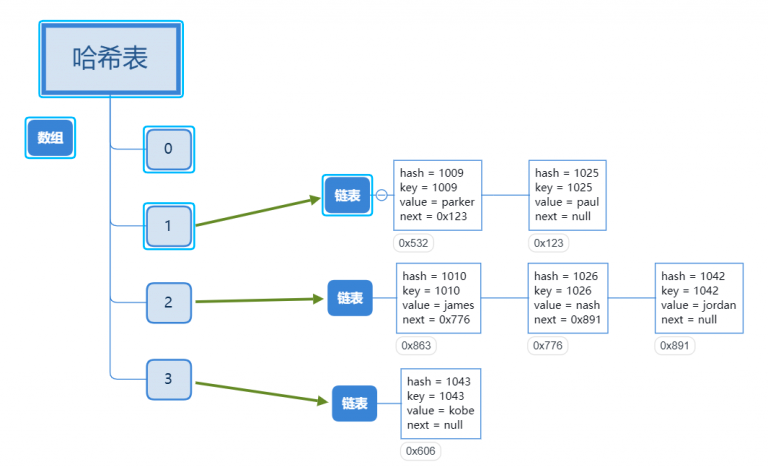 哈希表
数组
0
1
链表
hash = 1009
key = 1009
value = parker
next = 0x123
0x532
hash = 1025
key = 1025
value = paul
next = null
0x123
2
链表
hash = 1010
key = 1010
value = james
next = 0x776
0x863
hash = 1026
key = 1026
value = nash
next = 0x891
0x776
hash = 1042
key = 1042
value = jordan
next = null
0x891
3
链表
hash = 1043
key = 1043
value = kobe
next = null
0x606